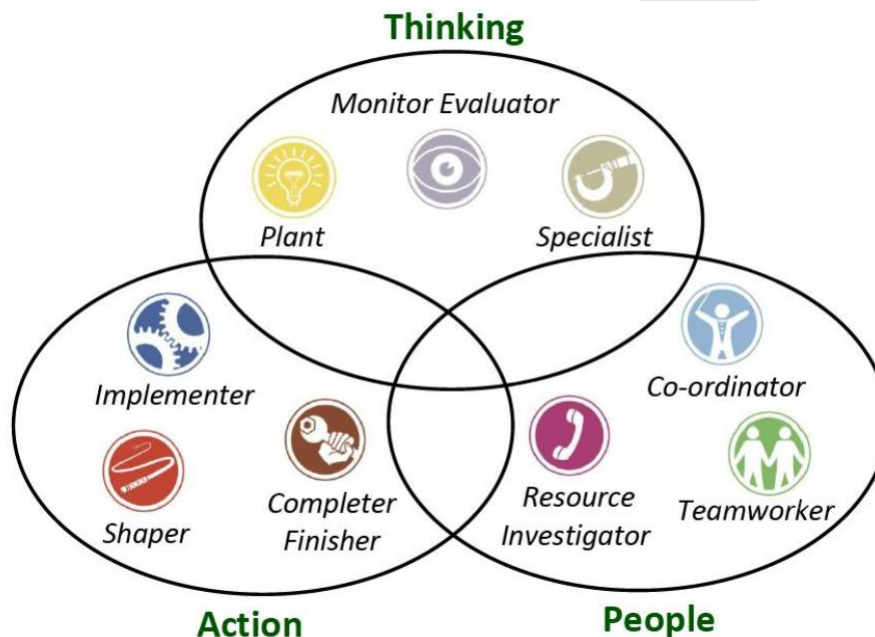 Thinking
Monitor Evaluator
Plant
Specialist
Implementer
Co-ordinator
Shaper
Completer
Finisher
Resource
Investigator
Teamworker
Action
People